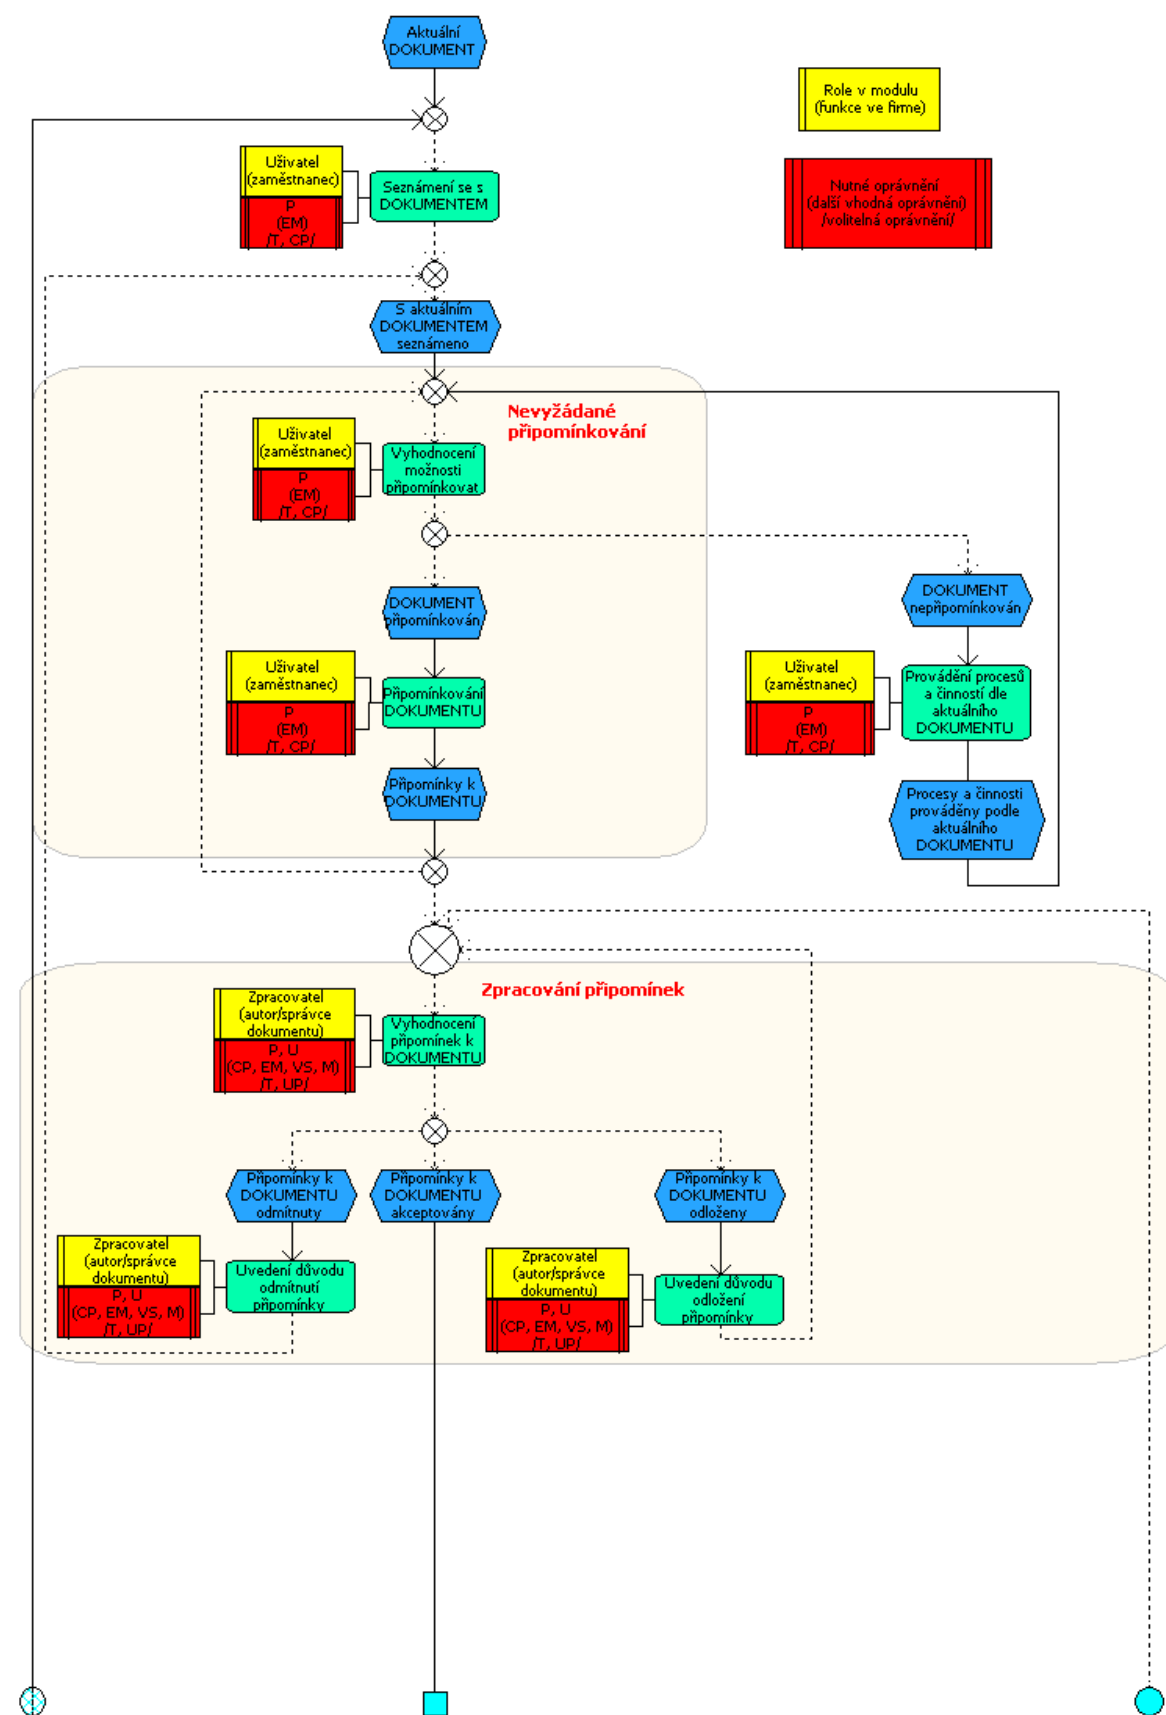 Aktuální
DOKUMENT
Role v modulu
(funkce ve firme)
Uživatel
(zaměstnanec)
P
(EM)
/T, CP/
Seznámení se s
DOKUMENTEM
Nutné oprávnění
(další vhodná oprávnění)
/volitelná oprávnění/
S aktuálním
DOKUMENTEM
seznámeno
Nevyžádané
připomínkování
Uživatel
(zaměstnanec)
P
(EM)
/T, CP/
Vyhodnocení
možnosti
připomínkovat
DOKUMENT
připomínkován
DOKUMENT
nepřipomínkován
Uživatel
(zaměstnanec)
P
(EM)
/T, CP/
Připomínkování
DOKUMENTU
Uživatel
(zaměstnanec)
P
(EM)
/T, CP/
Provádění procesů
a činností dle
aktuálního
DOKUMENTU
Připomínky k
DOKUMENTU
Procesy a činnosti
prováděny podle
aktuálního
DOKUMENTU
Zpracování připomínek
Zpracovatel
(autor/správce
dokumentu)
P, U
(CP, EM, VS, M)
/T, UP/
Vyhodnocení
připomínek k
DOKUMENTU
Připomínky k
DOKUMENTU
odmítnuty
Připomínky k
DOKUMENTU
akceptovány
Připomínky k
DOKUMENTU
odloženy
Zpracovatel
(autor/správce
dokumentu)
P, U
(CP, EM, VS, M)
/T, UP/
Uvedení důvodu
odmítnutí
připomínky
Zpracovatel
(autor/správce
dokumentu)
P, U
(CP, EM, VS, M)
/T, UP/
Uvedení důvodu
odložení
připomínky